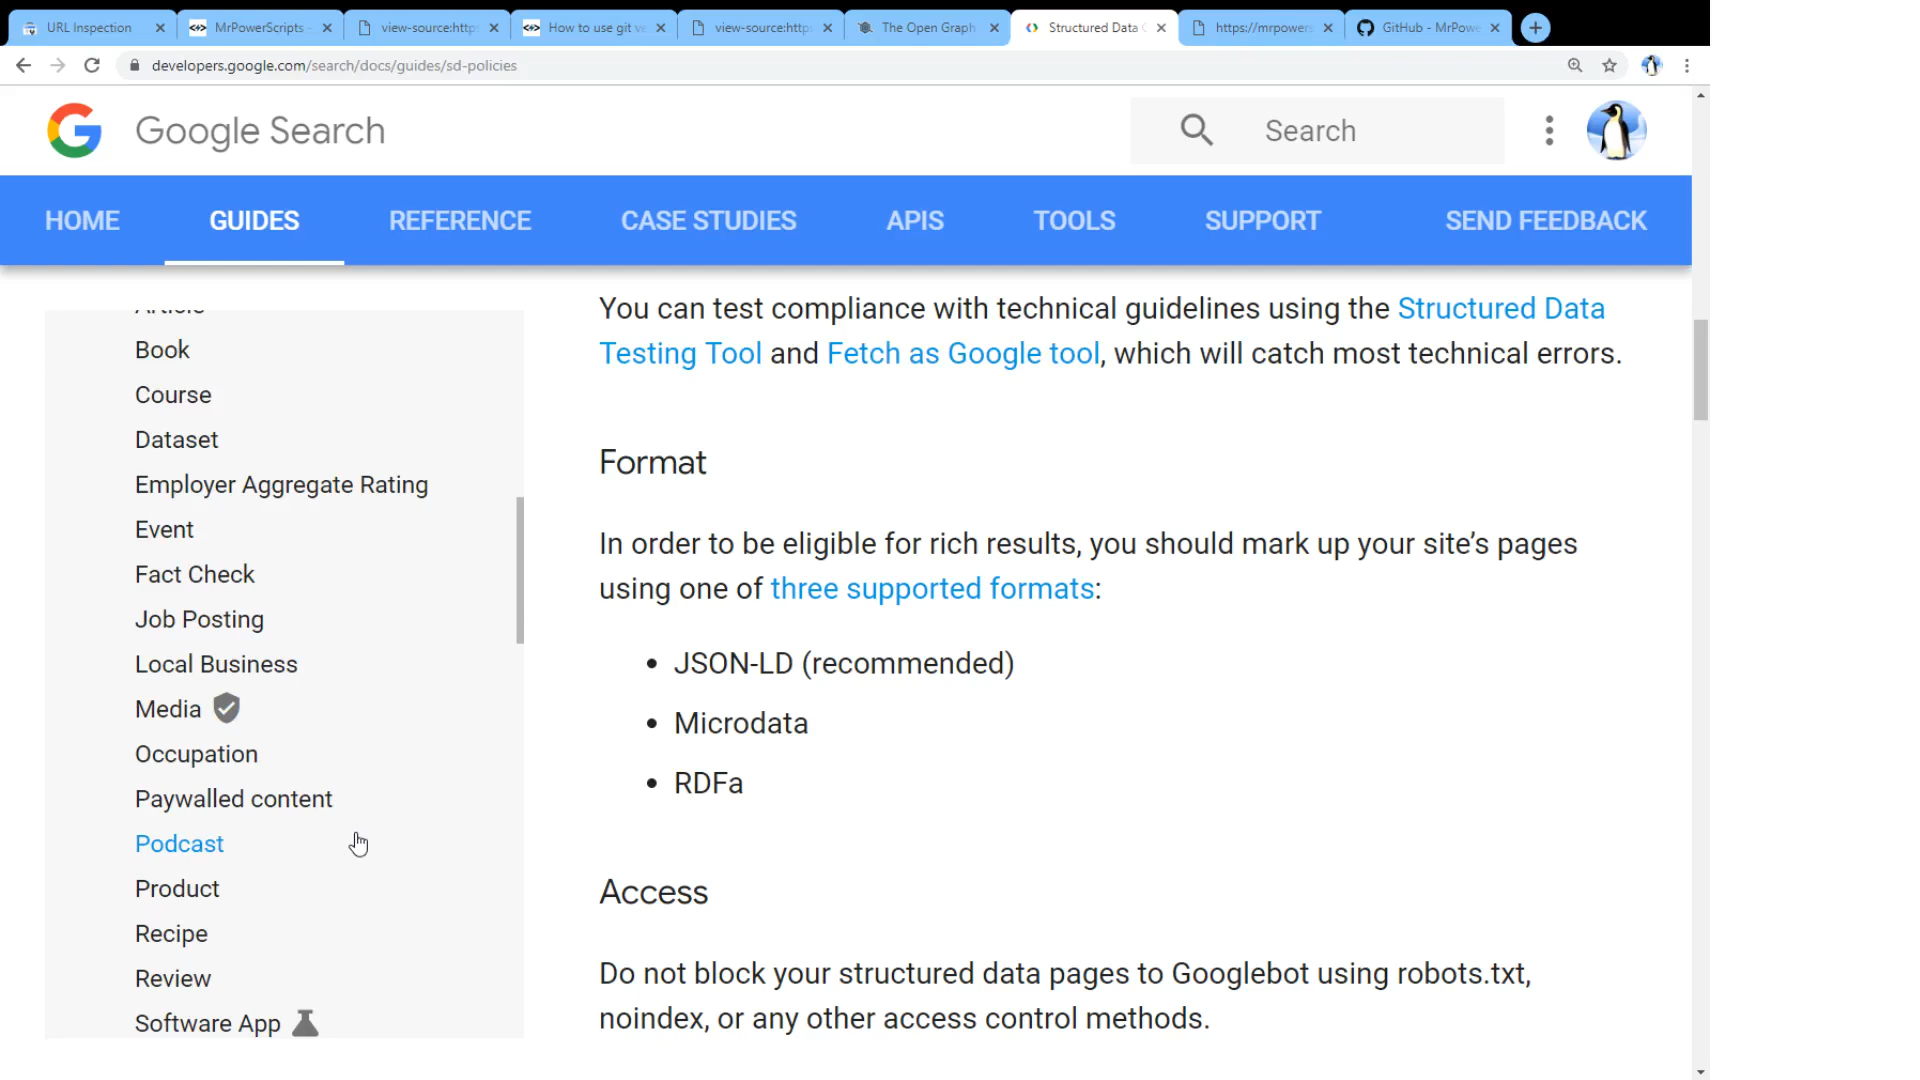 URL Inspection
MrPowerScripts -
view-source:http
How to use git ve
view-source:http
The Open Graph
Structured Data G
https://mrpowers
GitHub - MrPowe
developers.google.com/search/docs/guides/sd-policies
Google Search
Search
HOME
GUIDES
REFERENCE
CASE STUDIES
APIS
TOOLS
SUPPORT
SEND FEEDBACK
Article
Book
Course
Dataset
Employer Aggregate Rating
Event
Fact Check
Job Posting
Local Business
Media
Occupation
Paywalled content
Podcast
Product
Recipe
Review
Software App
You can test compliance with technical guidelines using the Structured Data
Testing Tool and Fetch as Google tool, which will catch most technical errors.
Format
In order to be eligible for rich results, you should mark up your site’s pages
using one of three supported formats:
• JSON-LD (recommended)
• Microdata
• RDFa
Access
Do not block your structured data pages to Googlebot using robots.txt,
noindex, or any other access control methods.